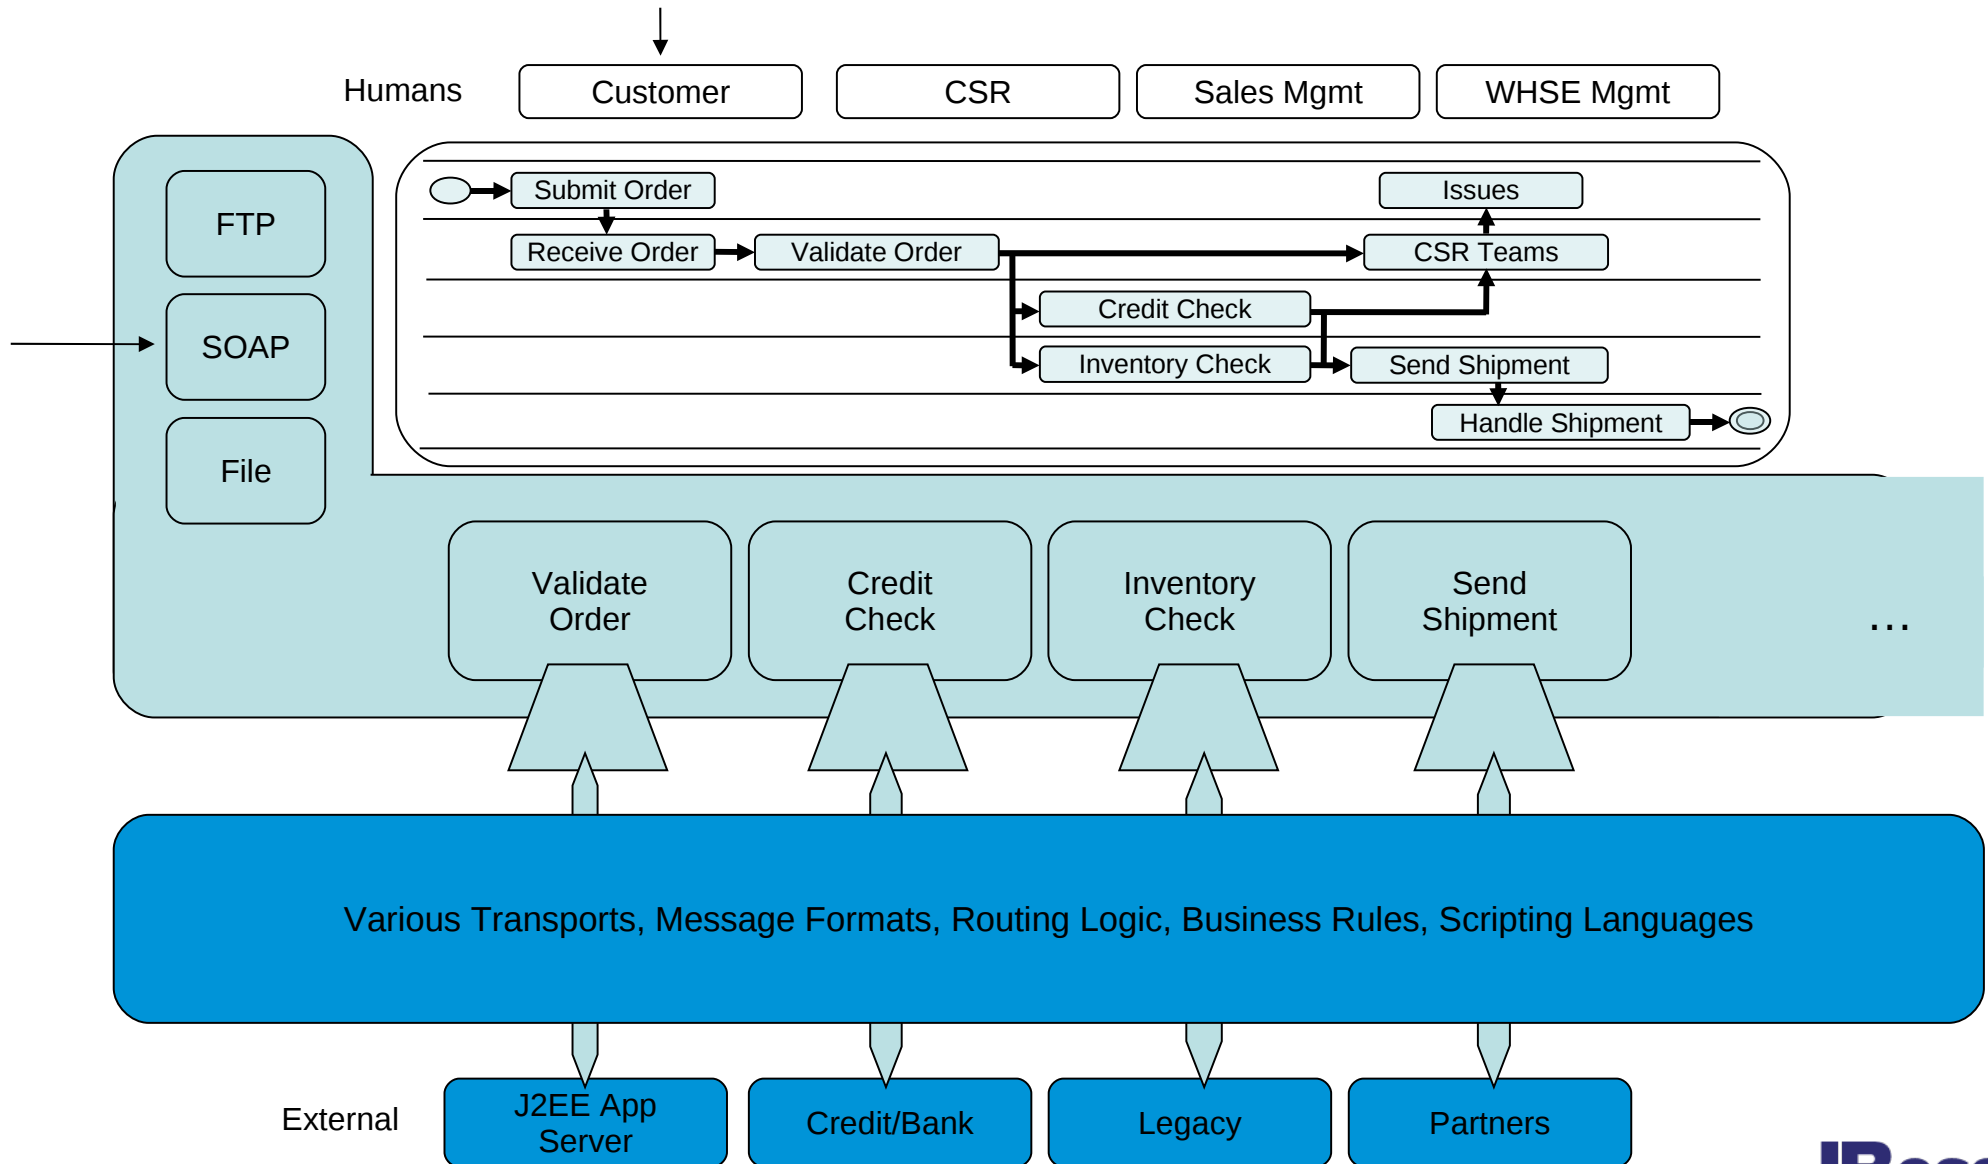 Humans
Customer
CSR
Sales Mgmt
WHSE Mgmt
FTP
SOAP
File
Submit Order
Issues
Receive Order
Validate Order
CSR Teams
Credit Check
Inventory Check
Send Shipment
Handle Shipment
Validate
Order
Credit
Check
Inventory
Check
Send
Shipment
...
Various Transports, Message Formats, Routing Logic, Business Rules, Scripting Languages
External
J2EE App
Server
Credit/Bank
Legacy
Partners